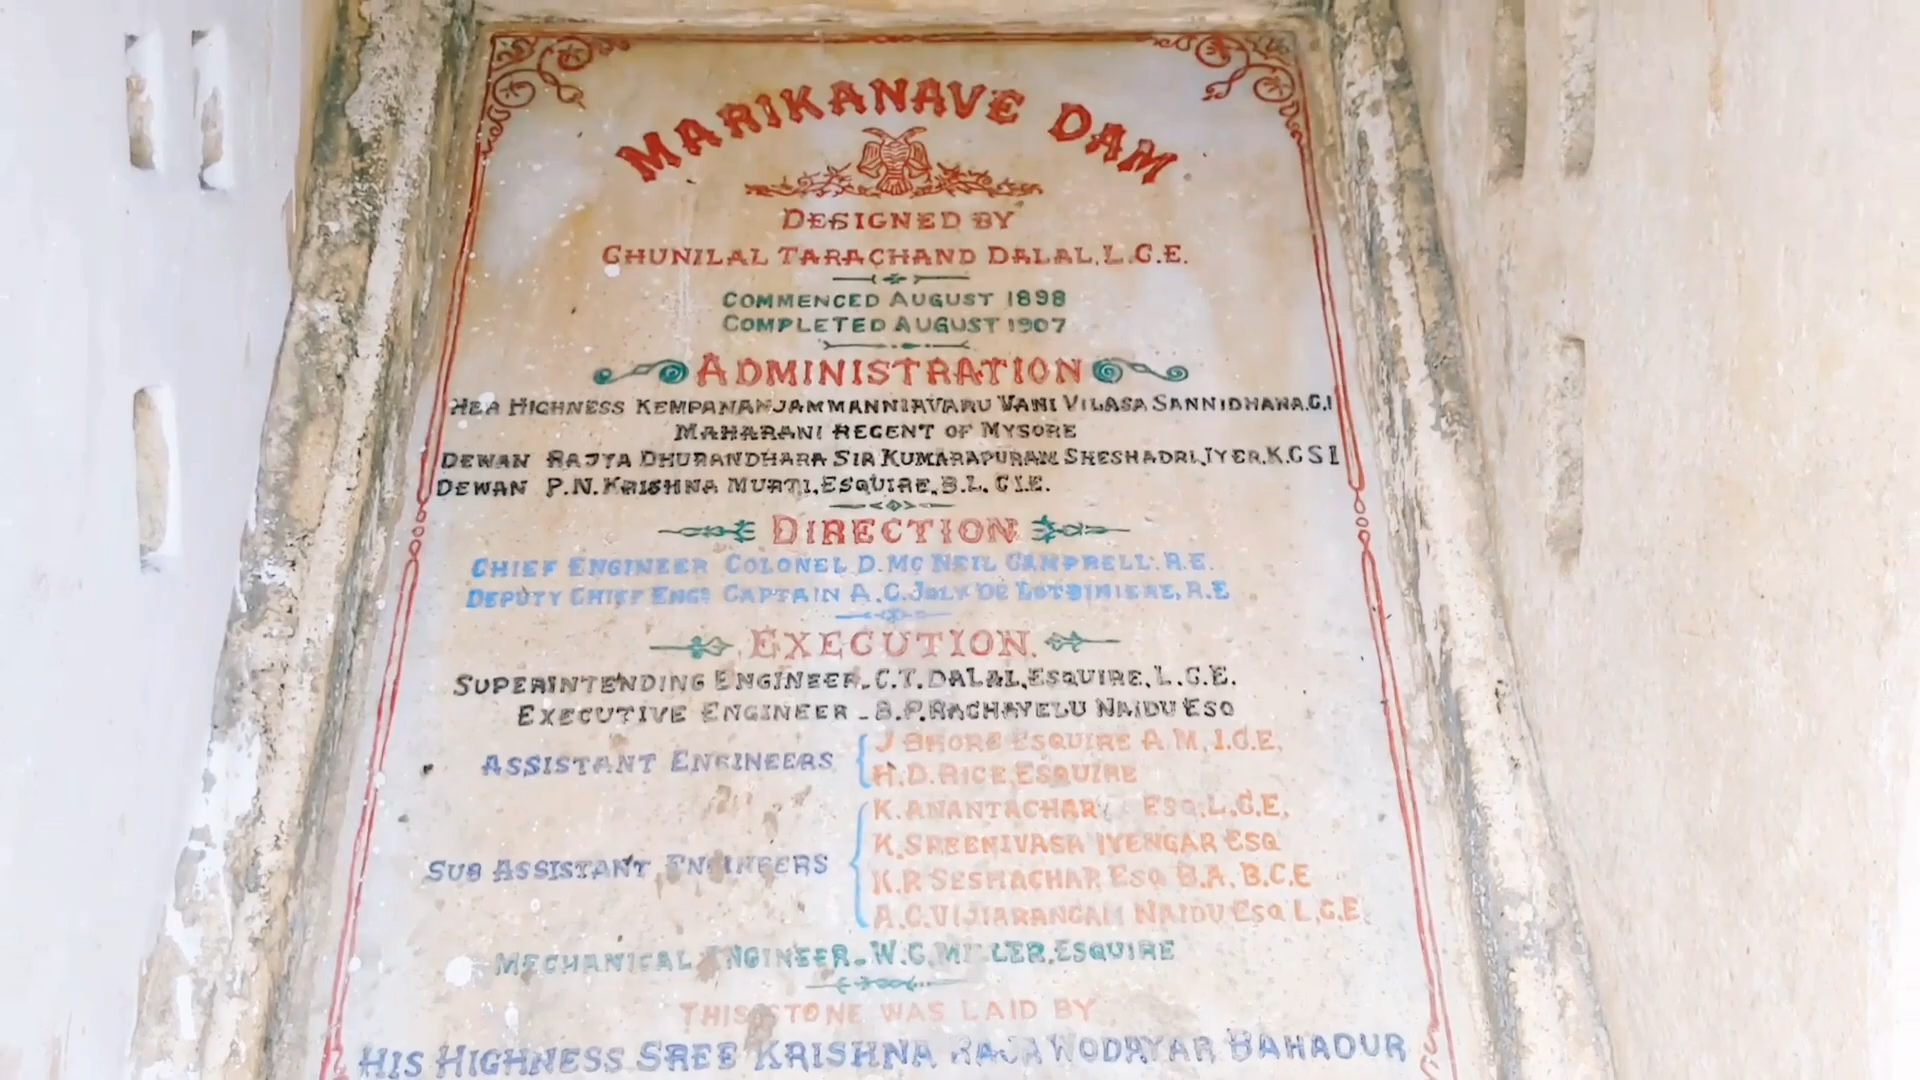 MARIKANAVE DAM
DESIGNED BY
CHUNILAL TARACHAND DALAL, L.C.E.
COMMENCED AUGUST 1898
COMPLETED AUGUST 1907
ADMINISTRATION
HER HIGHNESS KEMPANANJAMMANNIAVARU VANI VILASA SANNIDHANA.C.I
MAHARANI REGENT OF MYSORE
DEWAN RAJYA DHURANDHARA SIR KUMARAPURAM SHESHADRI, IYER, K.C S I
DEWAN P.N. KRISHNA MURTI, ESQUIRE, B.L. C I.E.
DIRECTION
CHIEF ENGINEER COLONEL D. MC NEIL CAMPBELL. R.E.
DEPUTY CHIEF ENGR CAPTAIN A.C. JOLY DE LOTBINIERE, R.E
EXECUTION.
SUPERINTENDING ENGINEER. C.T. DALAL, ESQUIRE, L.C.E.
EXECUTIVE ENGINEER - B.P. RAGHAVELU NAIDU ESQ
ASSISTANT ENGINEERS
J BHORE ESQUIRE A.M.I.C.E,
H.D. RICE, ESQUIRE
SUB ASSISTANT ENGINEERS
K. ANANTACHAR ESQ. L.C.E,
K. SREENIVASA IYENGAR ESQ
K.R SESHACHAR ESQ B.A. B.C.E
A.C. VIJIARANGAM NAIDU ESQ L.C.E.
MECHANICAL ENGINEER. W.C. MILLER, ESQUIRE
THIS STONE WAS LAID BY
HIS HIGHNESS SREE KRISHNA RAJA WODAYAR BAHADUR